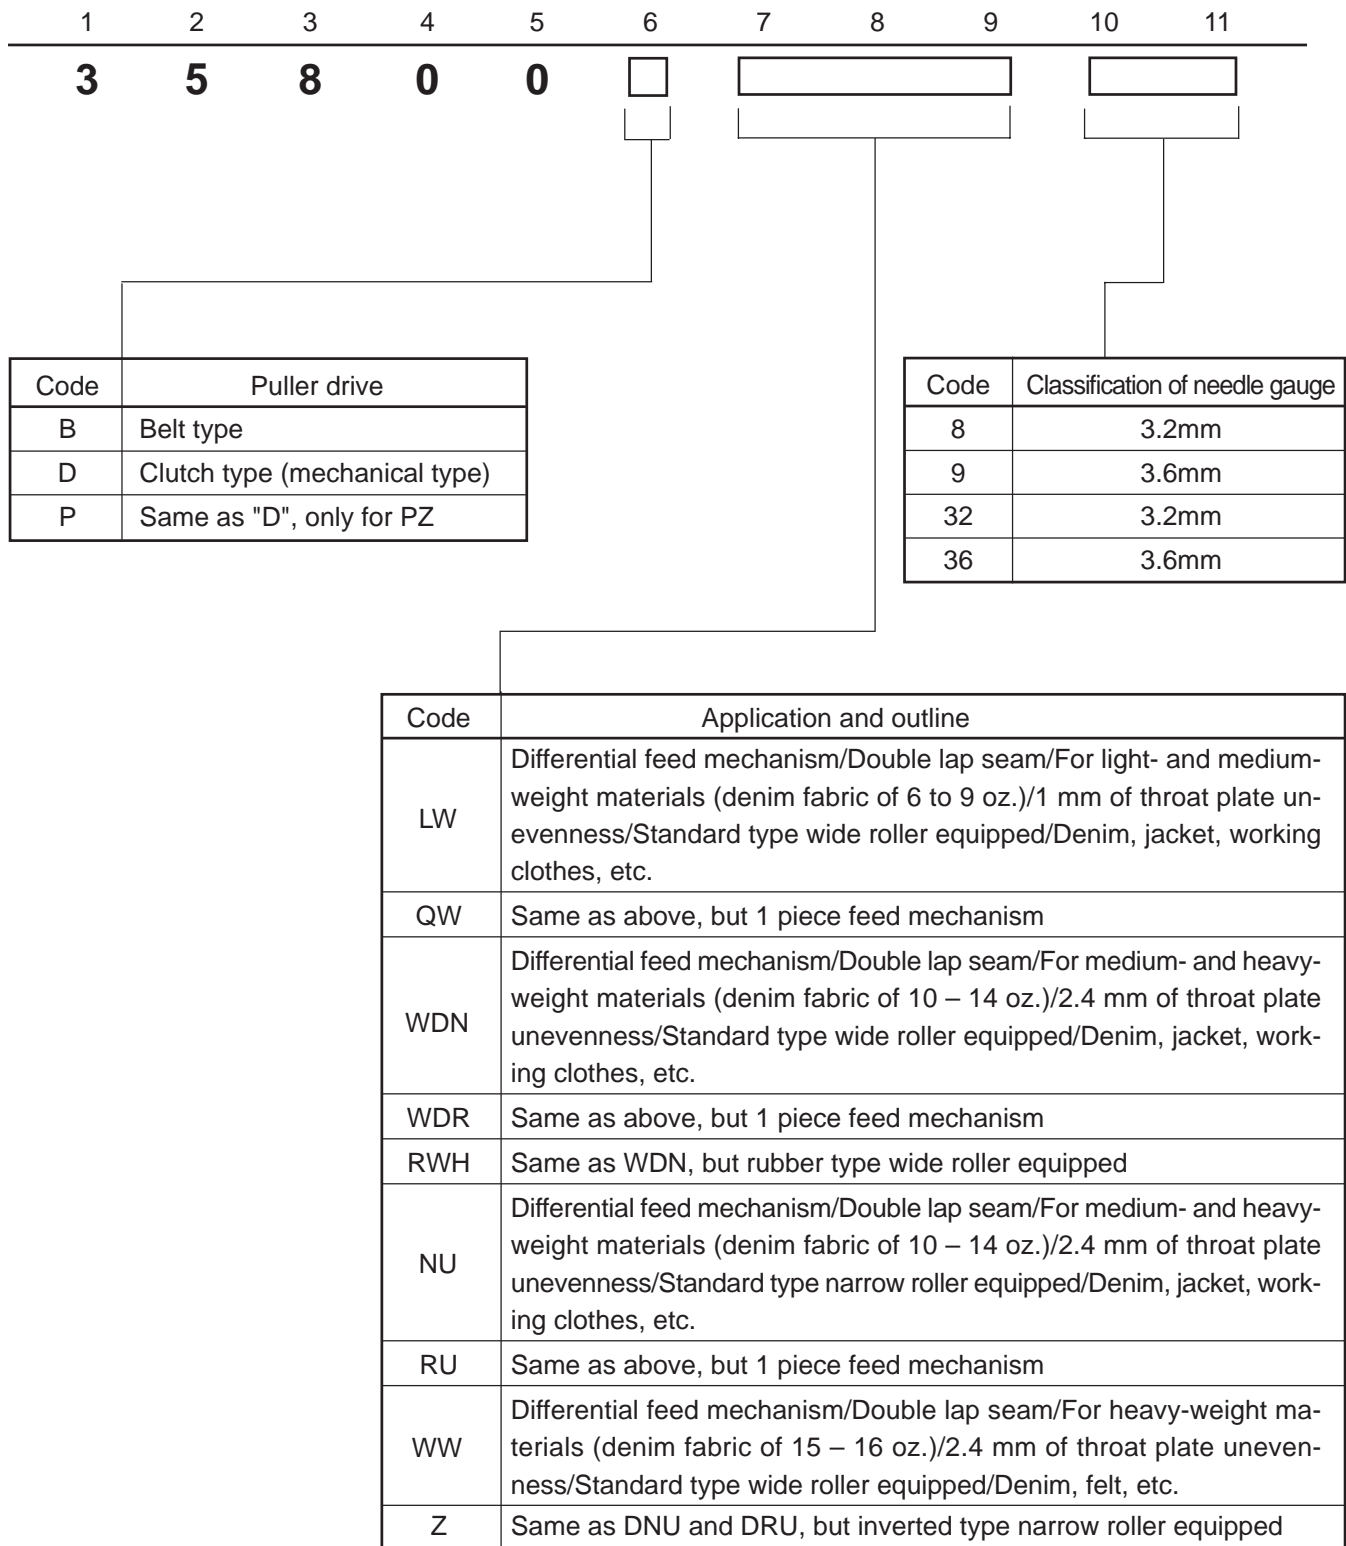 1 2 3 4 5 6 7 8 9 10 11
3 5 8 0 0
Code Puller drive
B Belt type
D Clutch type (mechanical type)
P Same as "D", only for PZ
Code Classification of needle gauge
8 3.2mm
9 3.6mm
32 3.2mm
36 3.6mm
Code Application and outline
LW
Differential feed mechanism/Double lap seam/For light- and medium-
weight materials (denim fabric of 6 to 9 oz.)/1 mm of throat plate un-
evenness/Standard type wide roller equipped/Denim, jacket, working
clothes, etc.
QW Same as above, but 1 piece feed mechanism
WDN
Differential feed mechanism/Double lap seam/For medium- and heavy-
weight materials (denim fabric of 10 – 14 oz.)/2.4 mm of throat plate
unevenness/Standard type wide roller equipped/Denim, jacket, work-
ing clothes, etc.
WDR Same as above, but 1 piece feed mechanism
RWH Same as WDN, but rubber type wide roller equipped
NU
Differential feed mechanism/Double lap seam/For medium- and heavy-
weight materials (denim fabric of 10 – 14 oz.)/2.4 mm of throat plate
unevenness/Standard type narrow roller equipped/Denim, jacket, work-
ing clothes, etc.
RU Same as above, but 1 piece feed mechanism
WW
Differential feed mechanism/Double lap seam/For heavy-weight ma-
terials (denim fabric of 15 – 16 oz.)/2.4 mm of throat plate uneven-
ness/Standard type wide roller equipped/Denim, felt, etc.
Z Same as DNU and DRU, but inverted type narrow roller equipped